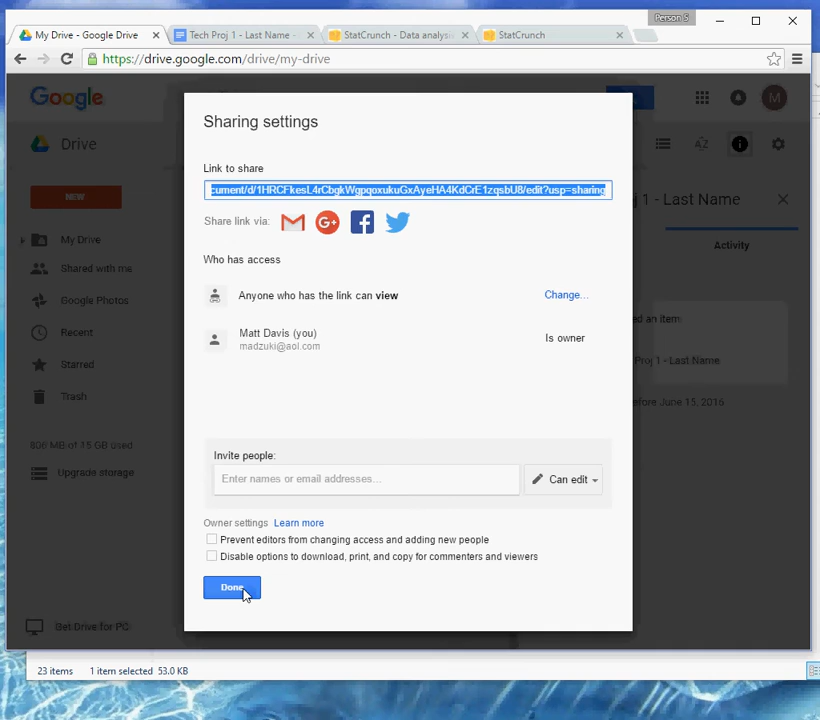 Person 5
My Drive - Google Drive
Tech Proj 1 - Last Name -
StatCrunch - Data analysis
StatCrunch
https://drive.google.com/drive/my-drive
Google
M
Drive
NEW
My Drive
Shared with me
Google Photos
Recent
Starred
Trash
806 MB of 15 GB used
Upgrade storage
Get Drive for PC
Sharing settings
Link to share
cument/d/1HRCFkesL4rCbgkWgpqoxukuGxAyeHA4KdCrE1zqsbU8/edit?usp=sharing
Share link via:
Who has access
Anyone who has the link can view
Change...
Matt Davis (you)
madzuki@aol.com
Is owner
Invite people:
Enter names or email addresses...
Can edit
Owner settings Learn more
Prevent editors from changing access and adding new people
Disable options to download, print, and copy for commenters and viewers
Done
AZ
j 1 - Last Name
Activity
ed an item
Proj 1 - Last Name
before June 15, 2016
23 items 1 item selected 53.0 KB